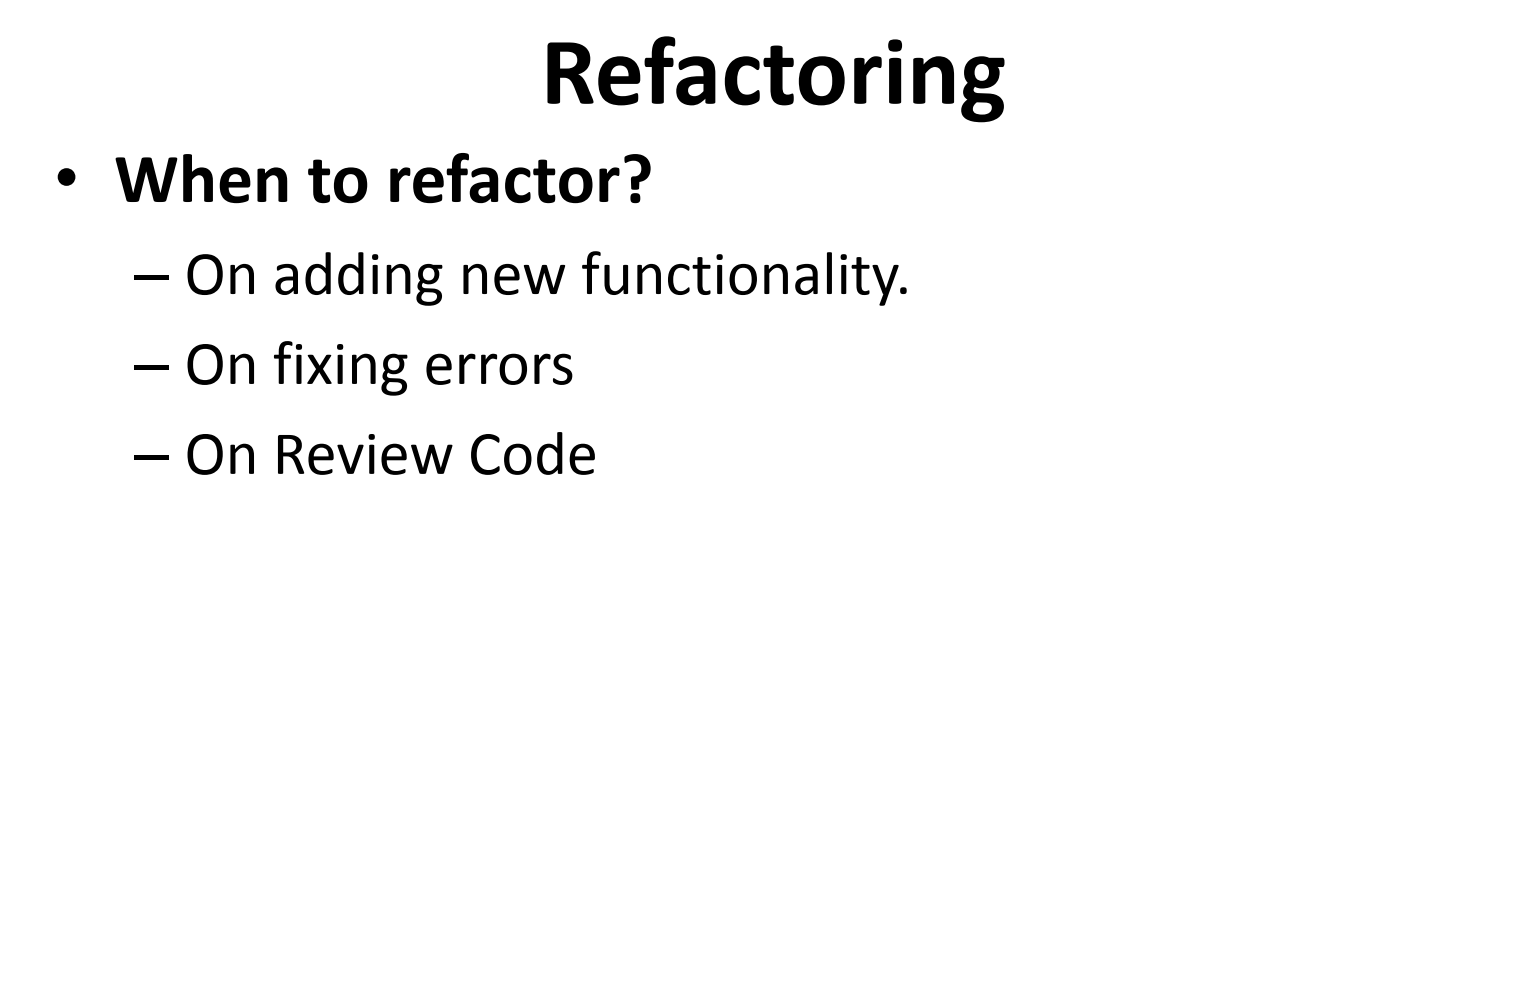 Refactoring
• When to refactor?
– On adding new functionality.
– On fixing errors
– On Review Code